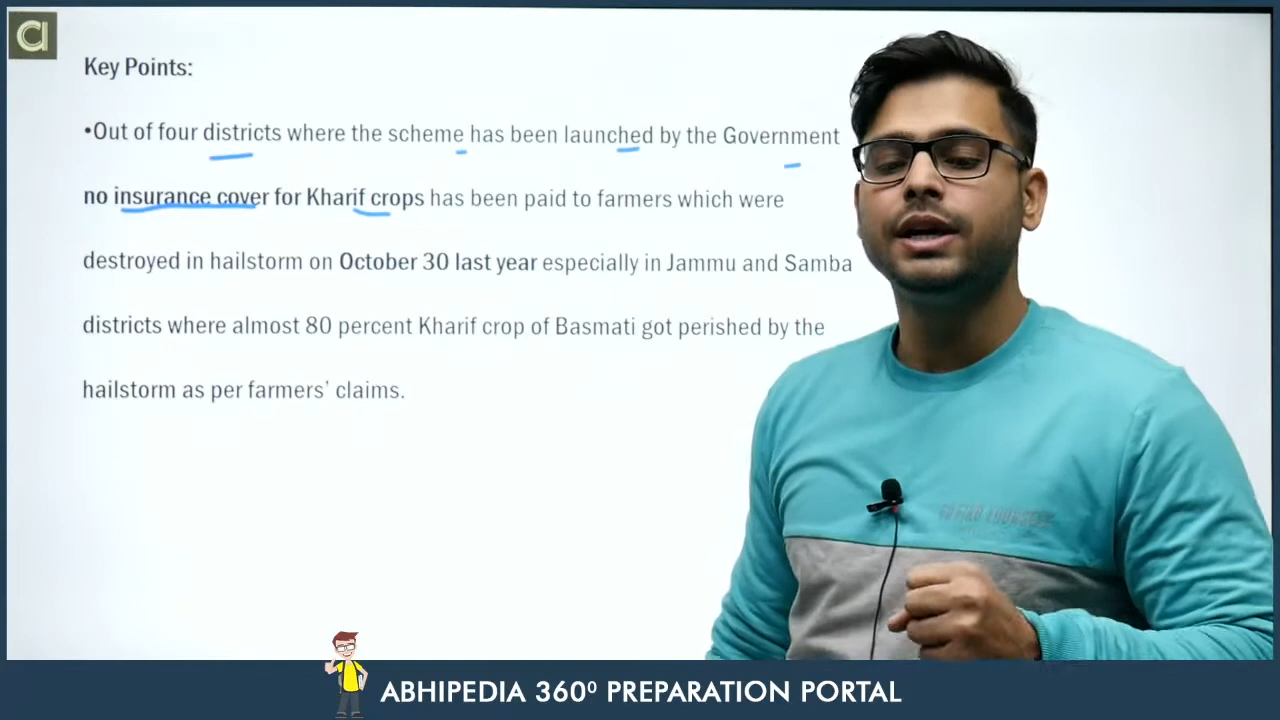 Key Points:
•Out of four districts where the scheme has been launched by the Government
no insurance cover for Kharif crops has been paid to farmers which were
destroyed in hailstorm on October 30 last year especially in Jammu and Samba
districts where almost 80 percent Kharif crop of Basmati got perished by the
hailstorm as per farmers’ claims.
ABHIPEDIA 360⁰ PREPARATION PORTAL